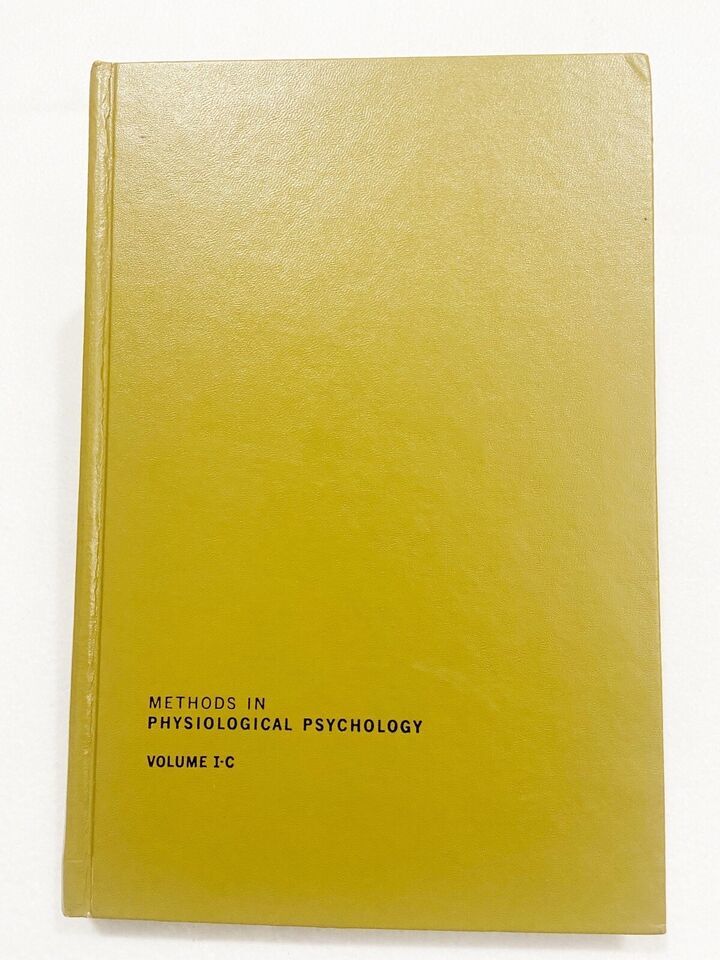 METHODS IN
PHYSIOLOGICAL PSYCHOLOGY
VOLUME I-C